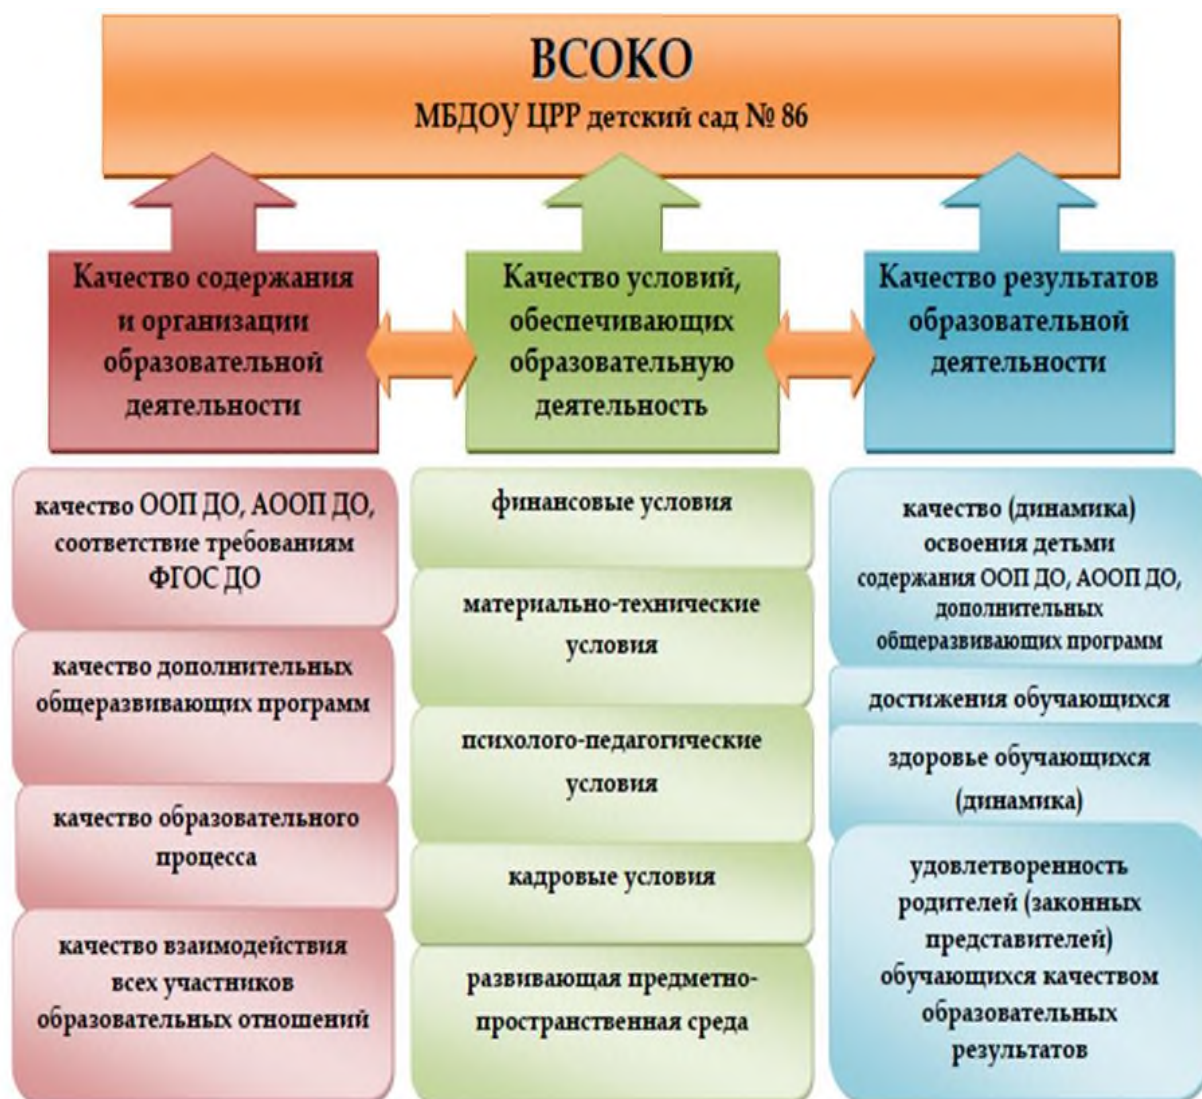 ВСОКО
МБДОУ ЦРР детский сад № 86
Качество содержания
и организации
образовательной
деятельности
Качество условий,
обеспечивающих
образовательную
деятельность
Качество результатов
образовательной
деятельности
качество ООП ДО, АООП ДО,
соответствие требованиям
ФГОС ДО
качество дополнительных
общеразвивающих программ
качество образовательного
процесса
качество взаимодействия
всех участников
образовательных отношений
финансовые условия
материально-технические
условия
психолого-педагогические
условия
кадровые условия
развивающая предметно-
пространственная среда
качество (динамика)
освоения детьми
содержания ООП ДО, АООП ДО,
дополнительных
общеразвивающих программ
достижения обучающихся
здоровье обучающихся
(динамика)
удовлетворенность
родителей (законных
представителей)
обучающихся качеством
образовательных
результатов